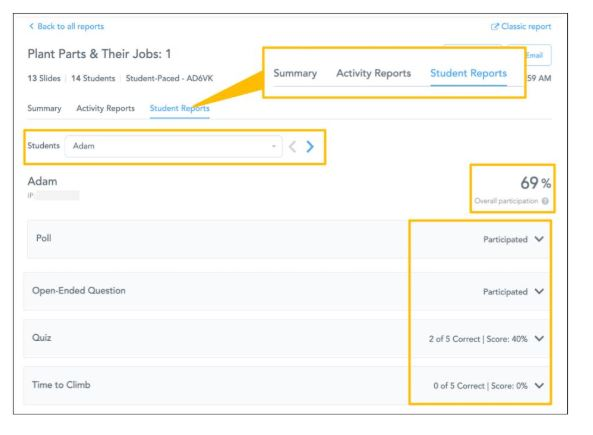 Back to all reports
Classic report
Plant Parts & Their Jobs: 1
Email
13 Slides | 14 Students | Student-Paced - AD6VK
59 AM
Summary Activity Reports Student Reports
Summary Activity Reports Student Reports
Students Adam
Adam
69 %
IP:
Overall participation
Poll Participated
Open-Ended Question Participated
Quiz 2 of 5 Correct | Score: 40%
Time to Climb 0 of 5 Correct | Score: 0%